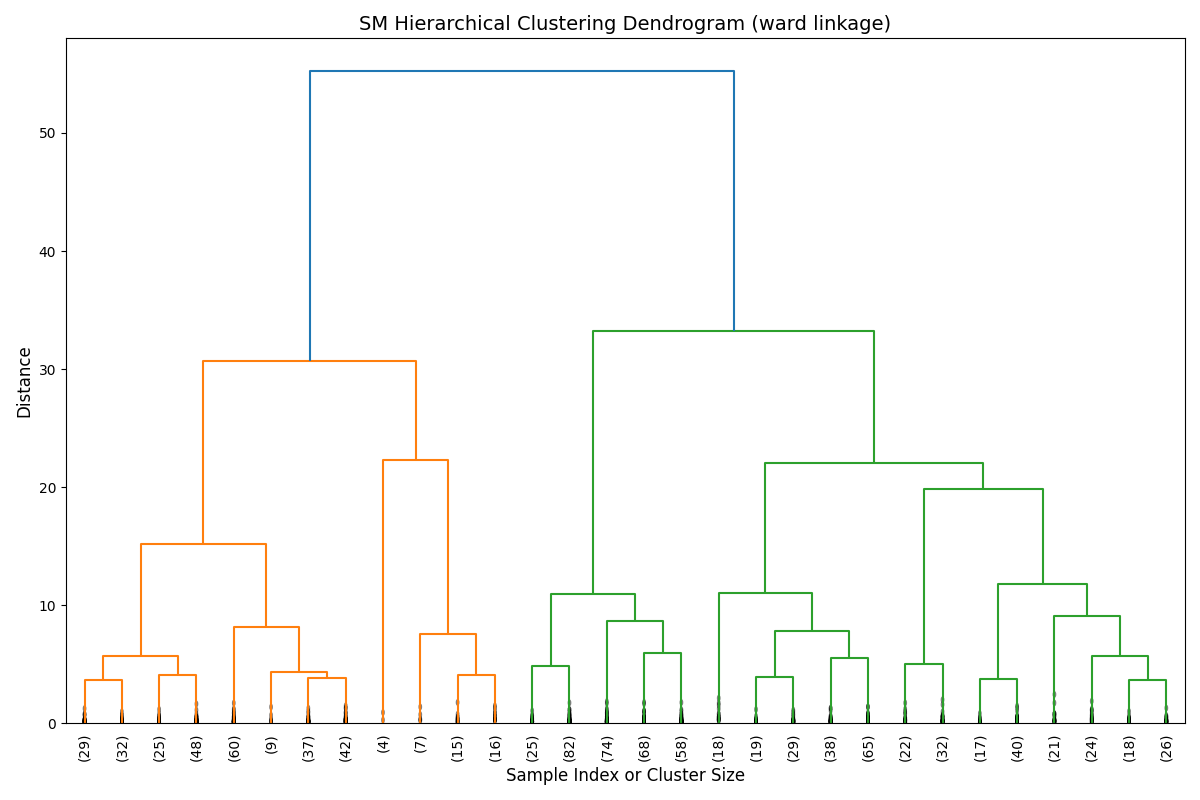 SM Hierarchical Clustering Dendrogram (ward linkage)
Distance
50
40
30
20
10
0
(29) (32) (25) (48) (60) (9) (37) (42) (4) (7) (15) (16) (25) (82) (74) (68) (58) (18) (19) (29) (38) (65) (22) (32) (17) (40) (21) (24) (18) (26)
Sample Index or Cluster Size